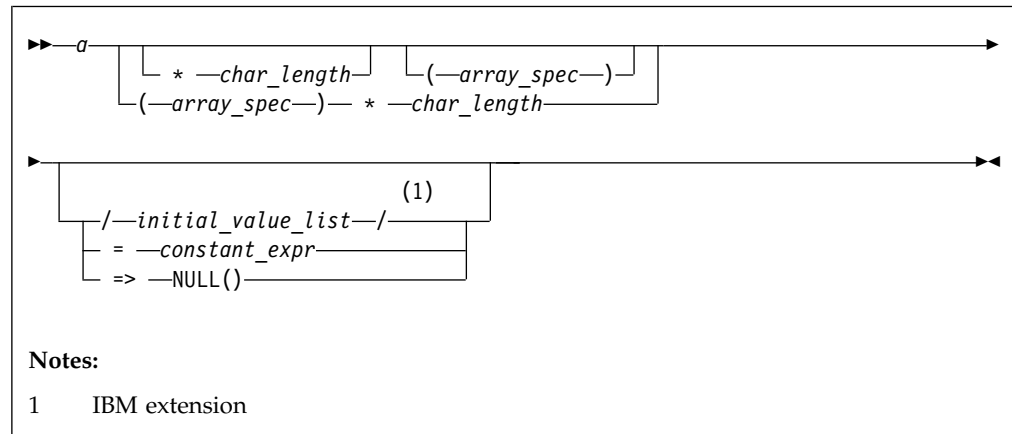 a
* char_length (array_spec)
(array_spec) * char_length
(1)
/initial_value_list/
= constant_expr
=> NULL()
Notes:
1 IBM extension